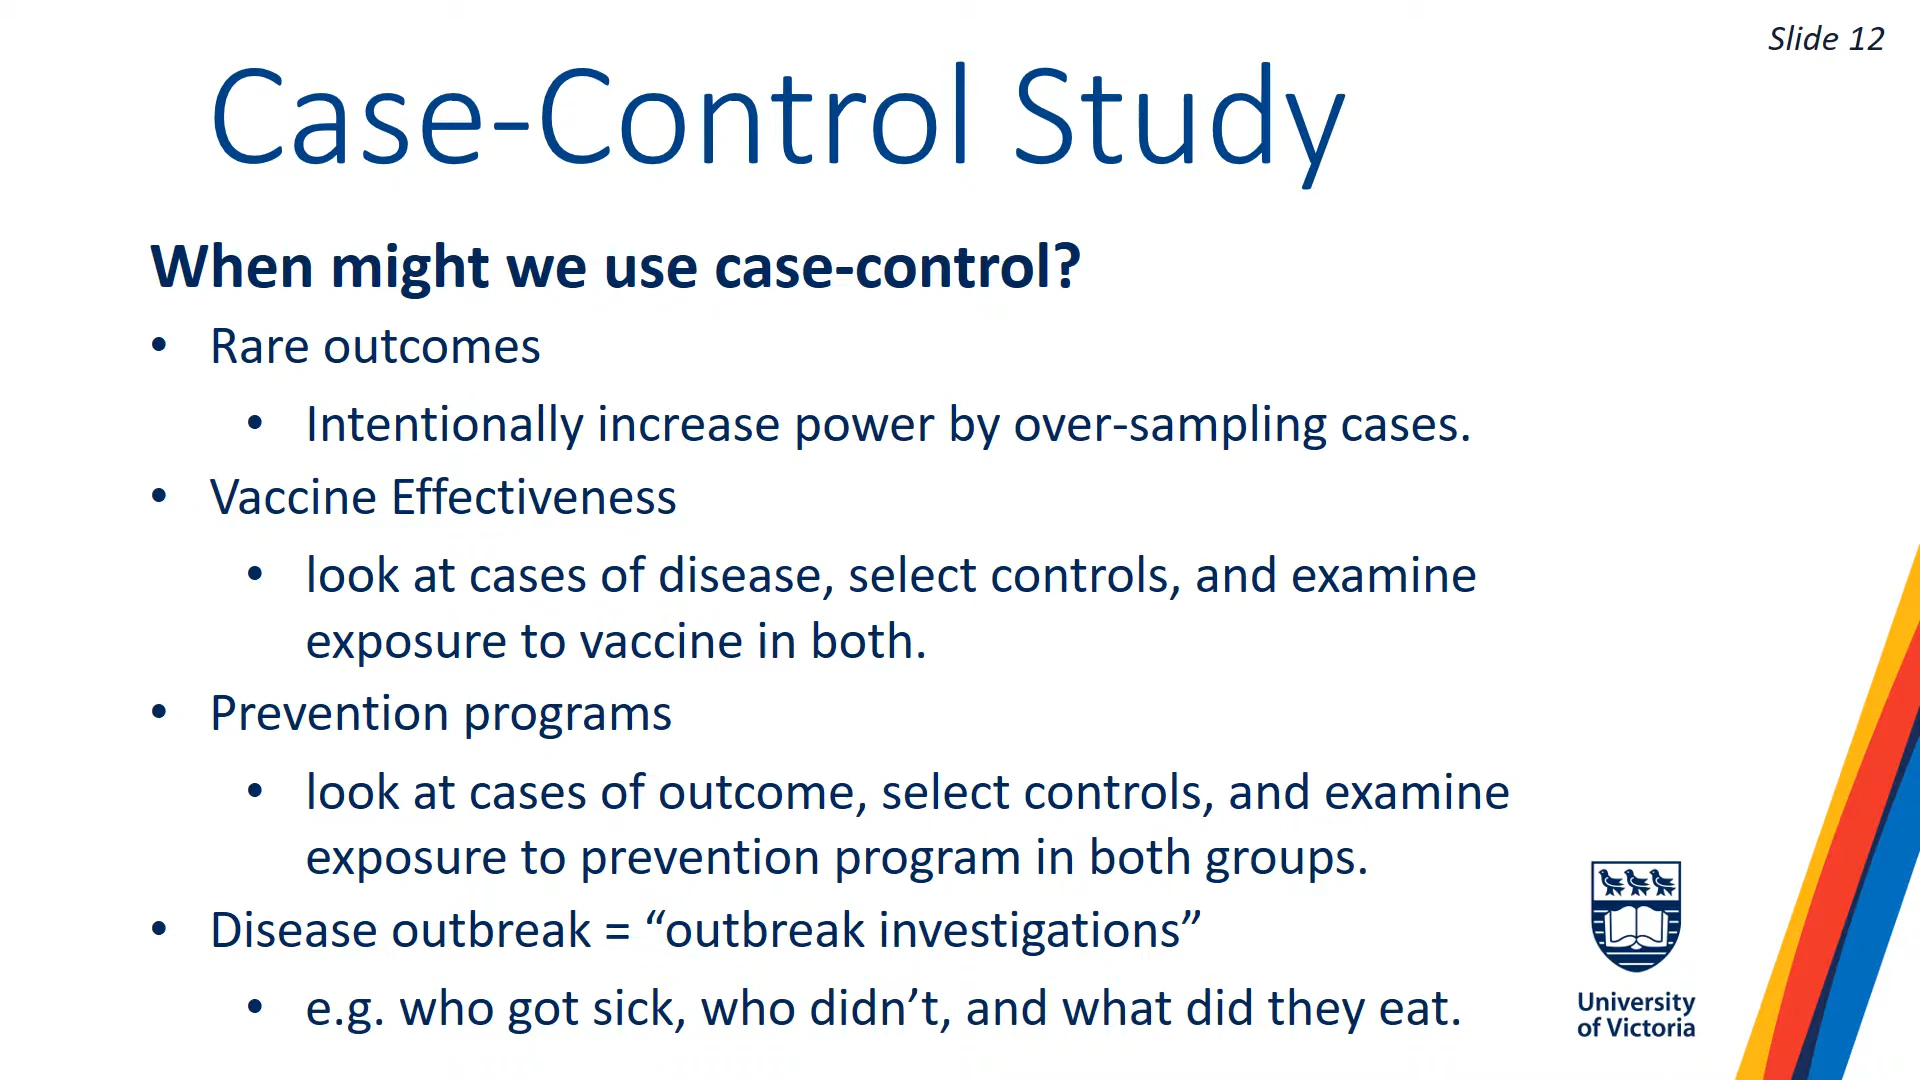 Slide 12
Case-Control Study
When might we use case-control?
• Rare outcomes
• Intentionally increase power by over-sampling cases.
• Vaccine Effectiveness
• look at cases of disease, select controls, and examine
exposure to vaccine in both.
• Prevention programs
• look at cases of outcome, select controls, and examine
exposure to prevention program in both groups.
• Disease outbreak = “outbreak investigations”
• e.g. who got sick, who didn’t, and what did they eat.
University
of Victoria